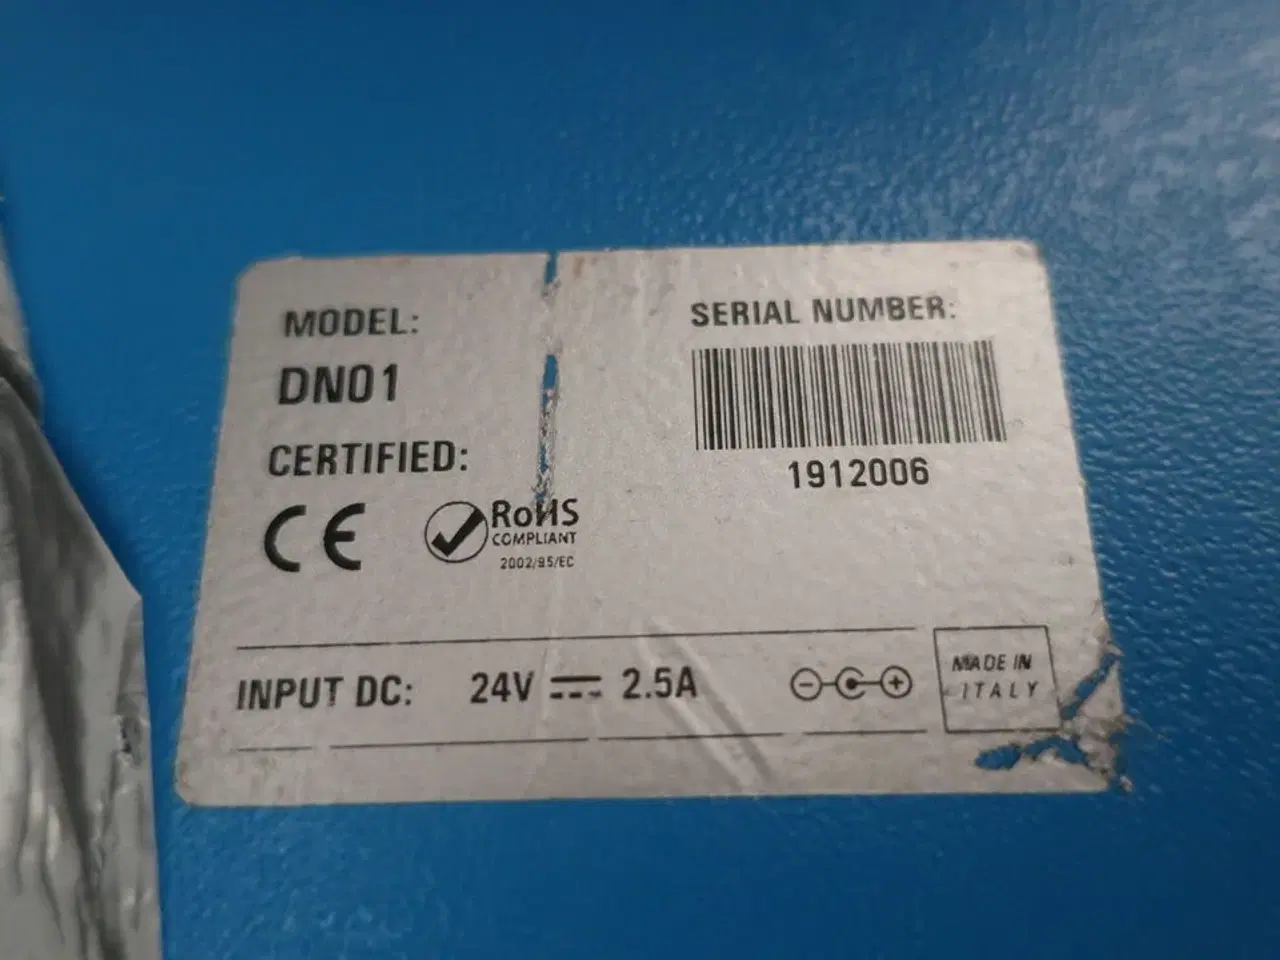 MODEL:
DN01
CERTIFIED:
CE
RoHS
COMPLIANT
2002/95/EC
SERIAL NUMBER:
1912006
INPUT DC: 24V ⎓ 2.5A
MADE IN
ITALY